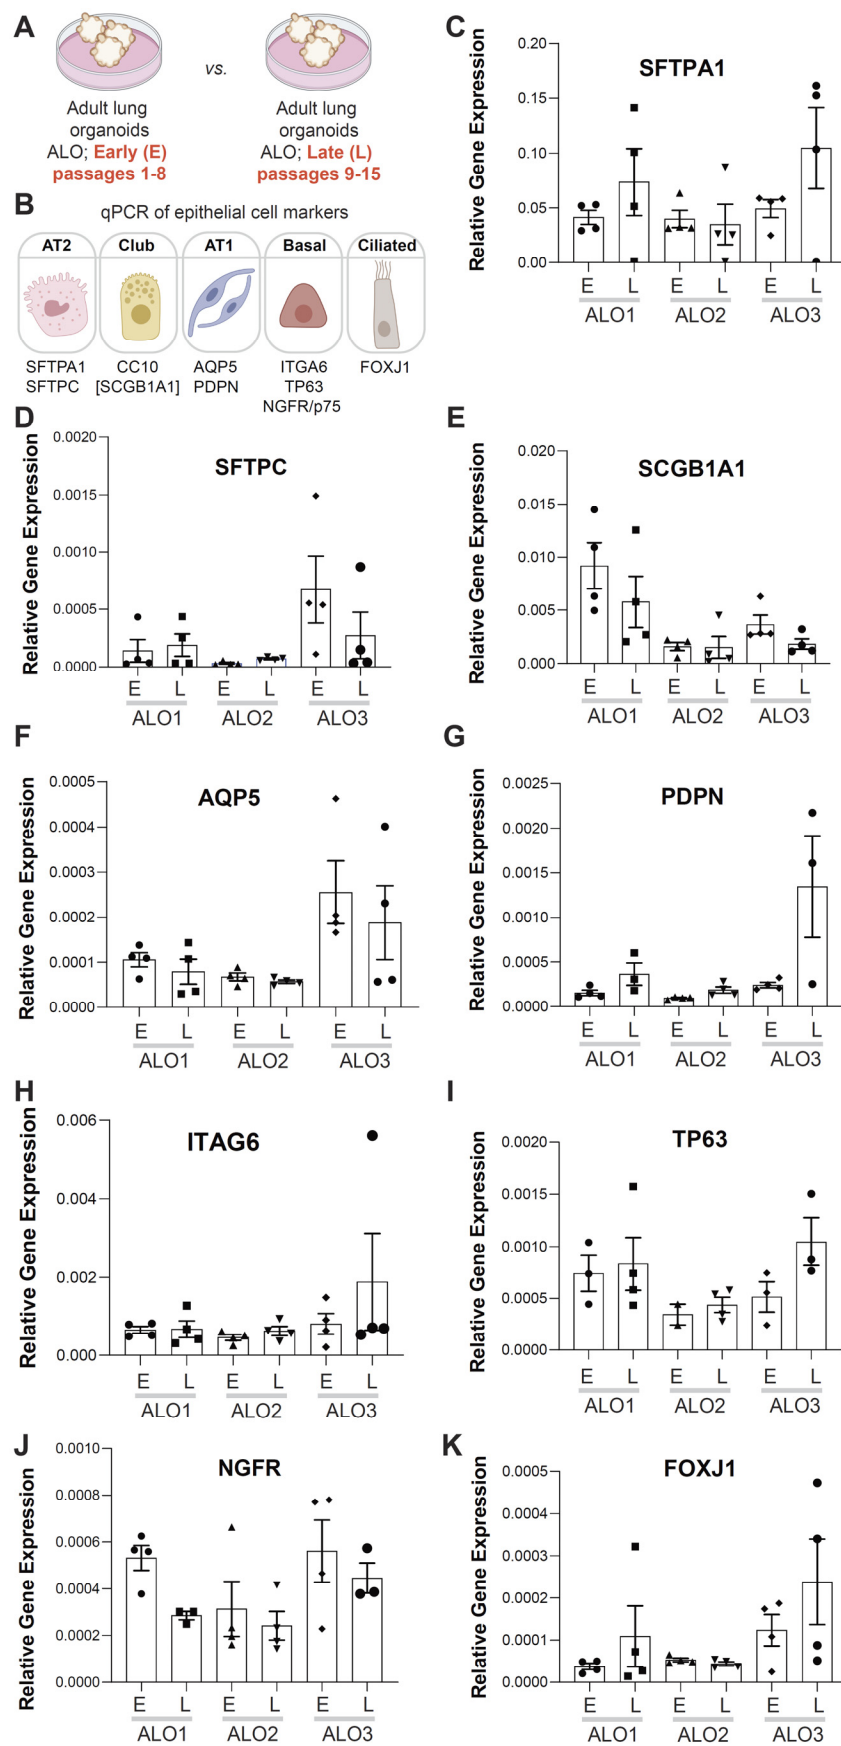 A
vs.
Adult lung
organoids
ALO; Early (E)
passages 1-8
Adult lung
organoids
ALO; Late (L)
passages 9-15
B
qPCR of epithelial cell markers
AT2 Club AT1 Basal Ciliated
SFTPA1 CC10 AQP5 ITGA6 FOXJ1
SFTPC [SCGB1A1] PDPN TP63
NGFR/p75
C
SFTPA1
Relative Gene Expression
0.20
0.15
0.10
0.05
0.00
E L E L E L
ALO1 ALO2 ALO3
D
SFTPC
Relative Gene Expression
0.0020
0.0015
0.0010
0.0005
0.0000
E L E L E L
ALO1 ALO2 ALO3
E
SCGB1A1
Relative Gene Expression
0.020
0.015
0.010
0.005
0.000
E L E L E L
ALO1 ALO2 ALO3
F
AQP5
Relative Gene Expression
0.0005
0.0004
0.0003
0.0002
0.0001
0.0000
E L E L E L
ALO1 ALO2 ALO3
G
PDPN
Relative Gene Expression
0.0025
0.0020
0.0015
0.0010
0.0005
0.0000
E L E L E L
ALO1 ALO2 ALO3
H
ITAG6
Relative Gene Expression
0.006
0.004
0.002
0.000
E L E L E L
ALO1 ALO2 ALO3
I
TP63
Relative Gene Expression
0.0020
0.0015
0.0010
0.0005
0.0000
E L E L E L
ALO1 ALO2 ALO3
J
NGFR
Relative Gene Expression
0.0010
0.0008
0.0006
0.0004
0.0002
0.0000
E L E L E L
ALO1 ALO2 ALO3
K
FOXJ1
Relative Gene Expression
0.0005
0.0004
0.0003
0.0002
0.0001
0.0000
E L E L E L
ALO1 ALO2 ALO3